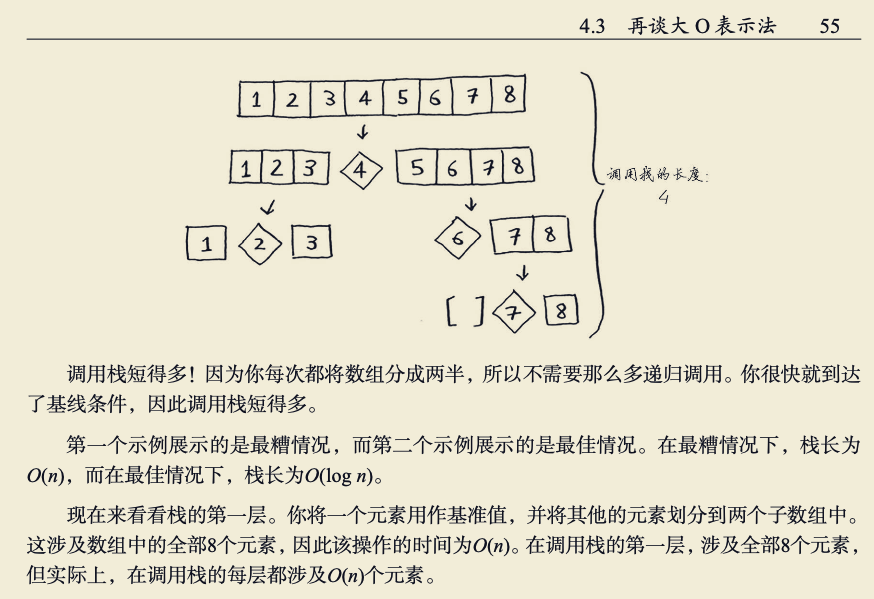 4.3 再谈大 O 表示法 55
1 2 3 4 5 6 7 8
1 2 3 4 5 6 7 8
1 2 3 6 7 8
[ ] 7 8
调用栈的长度:
4
调用栈短得多！因为你每次都将数组分成两半，所以不需要那么多递归调用。你很快就到达
了基线条件，因此调用栈短得多。
第一个示例展示的是最糟情况，而第二个示例展示的是最佳情况。在最糟情况下，栈长为
O(n)，而在最佳情况下，栈长为O(log n)。
现在来看看栈的第一层。你将一个元素用作基准值，并将其他的元素划分到两个子数组中。
这涉及数组中的全部8个元素，因此该操作的时间为O(n)。在调用栈的第一层，涉及全部8个元素，
但实际上，在调用栈的每层都涉及O(n)个元素。